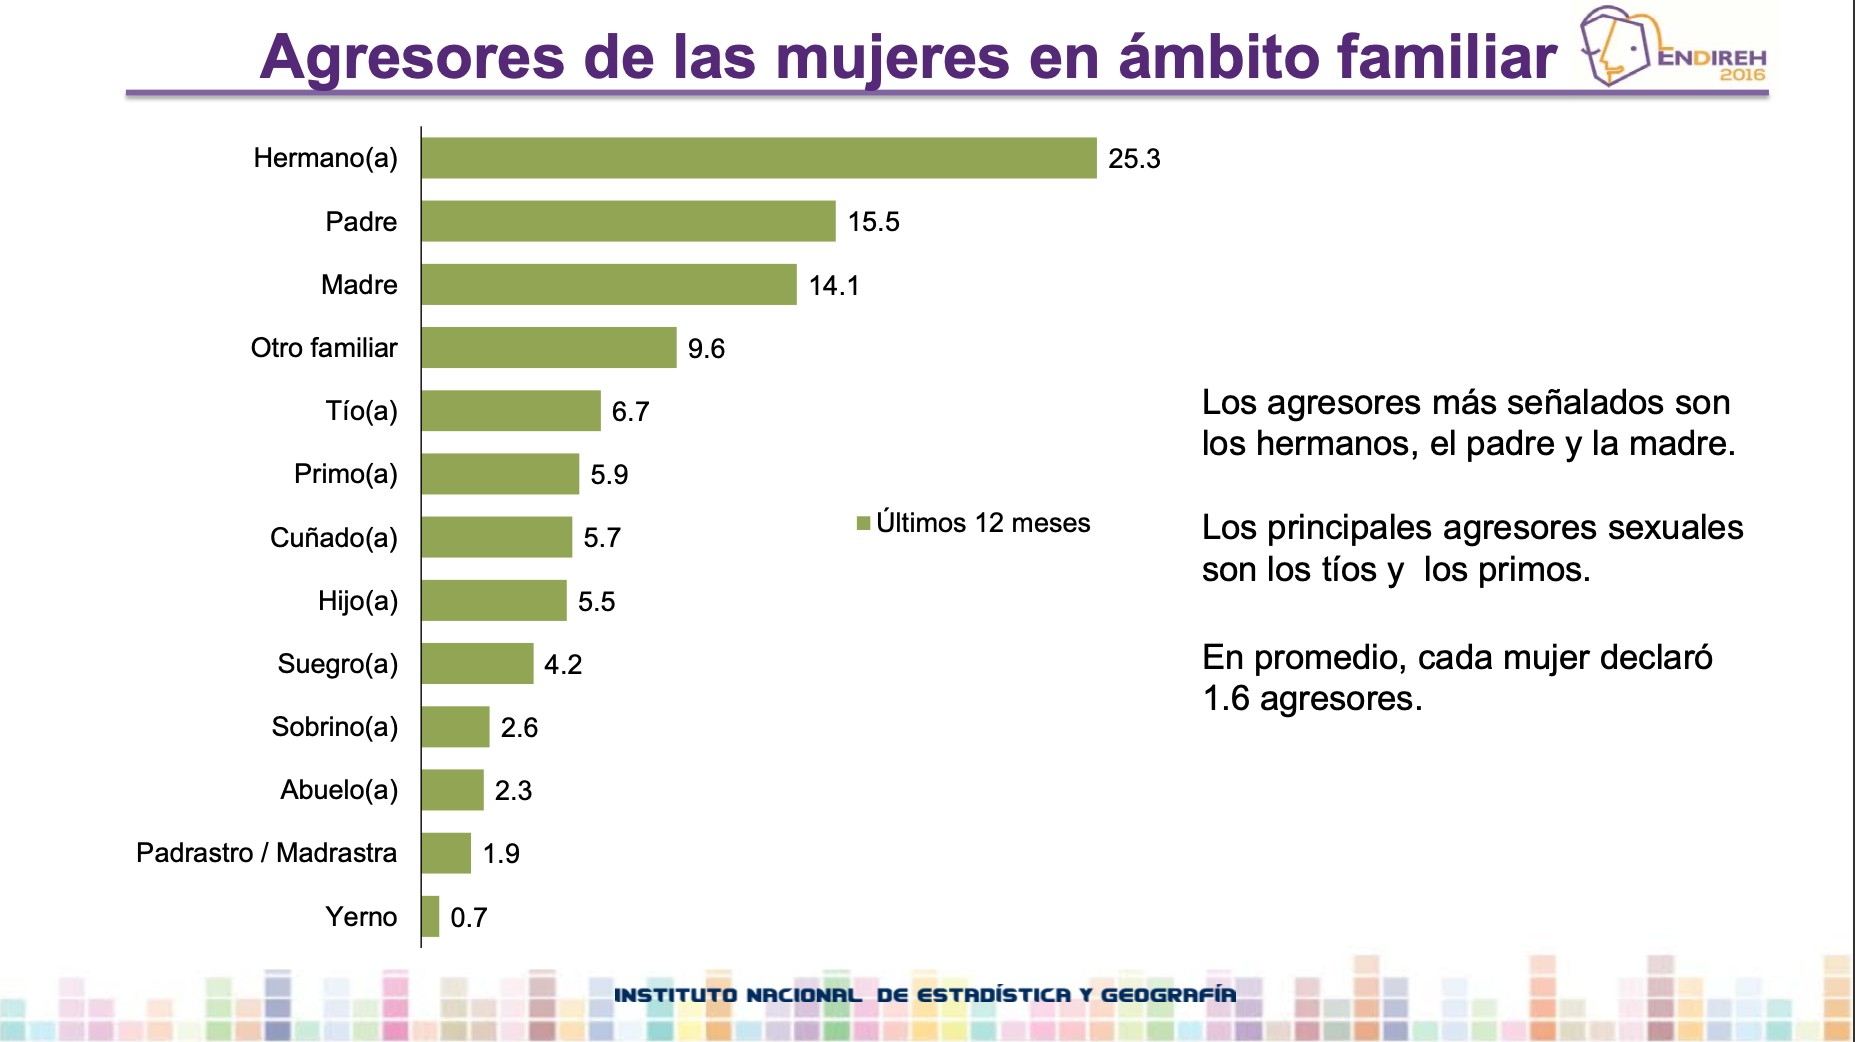 Agresores de las mujeres en ámbito familiar
ENDIREH
2016
Hermano(a) 25.3
Padre 15.5
Madre 14.1
Otro familiar 9.6
Tío(a) 6.7
Primo(a) 5.9
Cuñado(a) 5.7
Hijo(a) 5.5
Suegro(a) 4.2
Sobrino(a) 2.6
Abuelo(a) 2.3
Padrastro / Madrastra 1.9
Yerno 0.7
Últimos 12 meses
Los agresores más señalados son
los hermanos, el padre y la madre.
Los principales agresores sexuales
son los tíos y  los primos.
En promedio, cada mujer declaró
1.6 agresores.
INSTITUTO NACIONAL DE ESTADÍSTICA Y GEOGRAFÍA